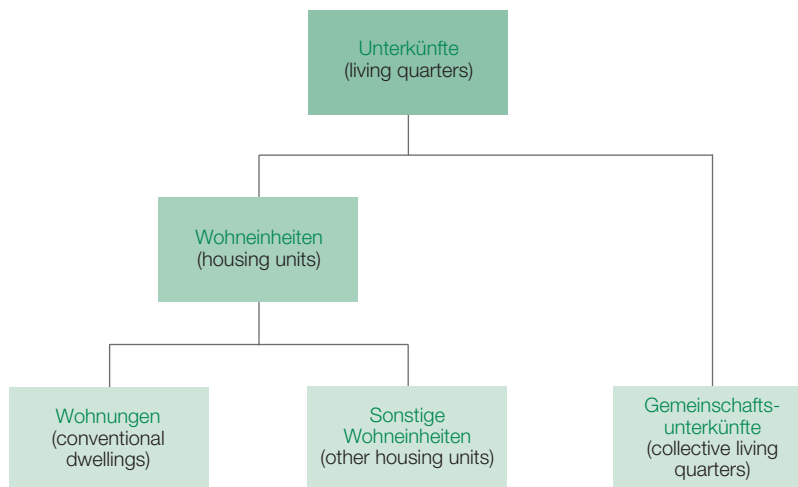 Unterkünfte
(living quarters)
Wohneinheiten
(housing units)
Wohnungen
(conventional
dwellings)
Sonstige
Wohneinheiten
(other housing units)
Gemeinschafts-
unterkünfte
(collective living
quarters)